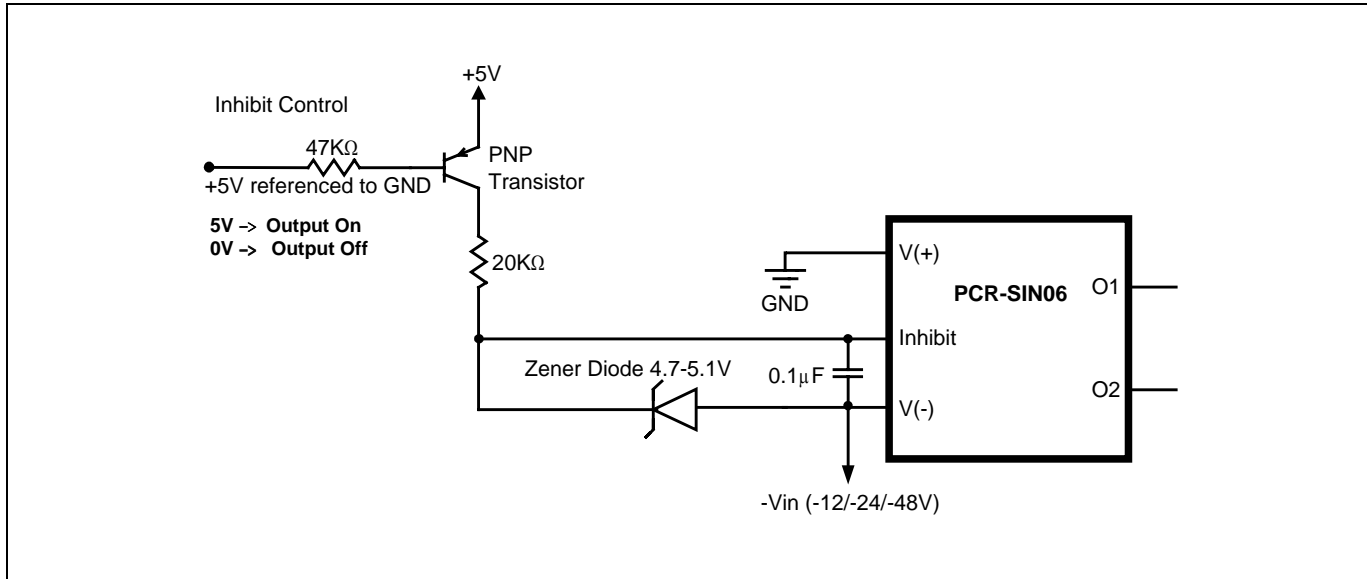 +5V
Inhibit Control
47KΩ
PNP
Transistor
+5V referenced to GND
5V –> Output On
0V –> Output Off
20KΩ
V(+)
GND
PCR-SIN06
O1
Inhibit
Zener Diode 4.7-5.1V
0.1µF
O2
V(-)
-Vin (-12/-24/-48V)